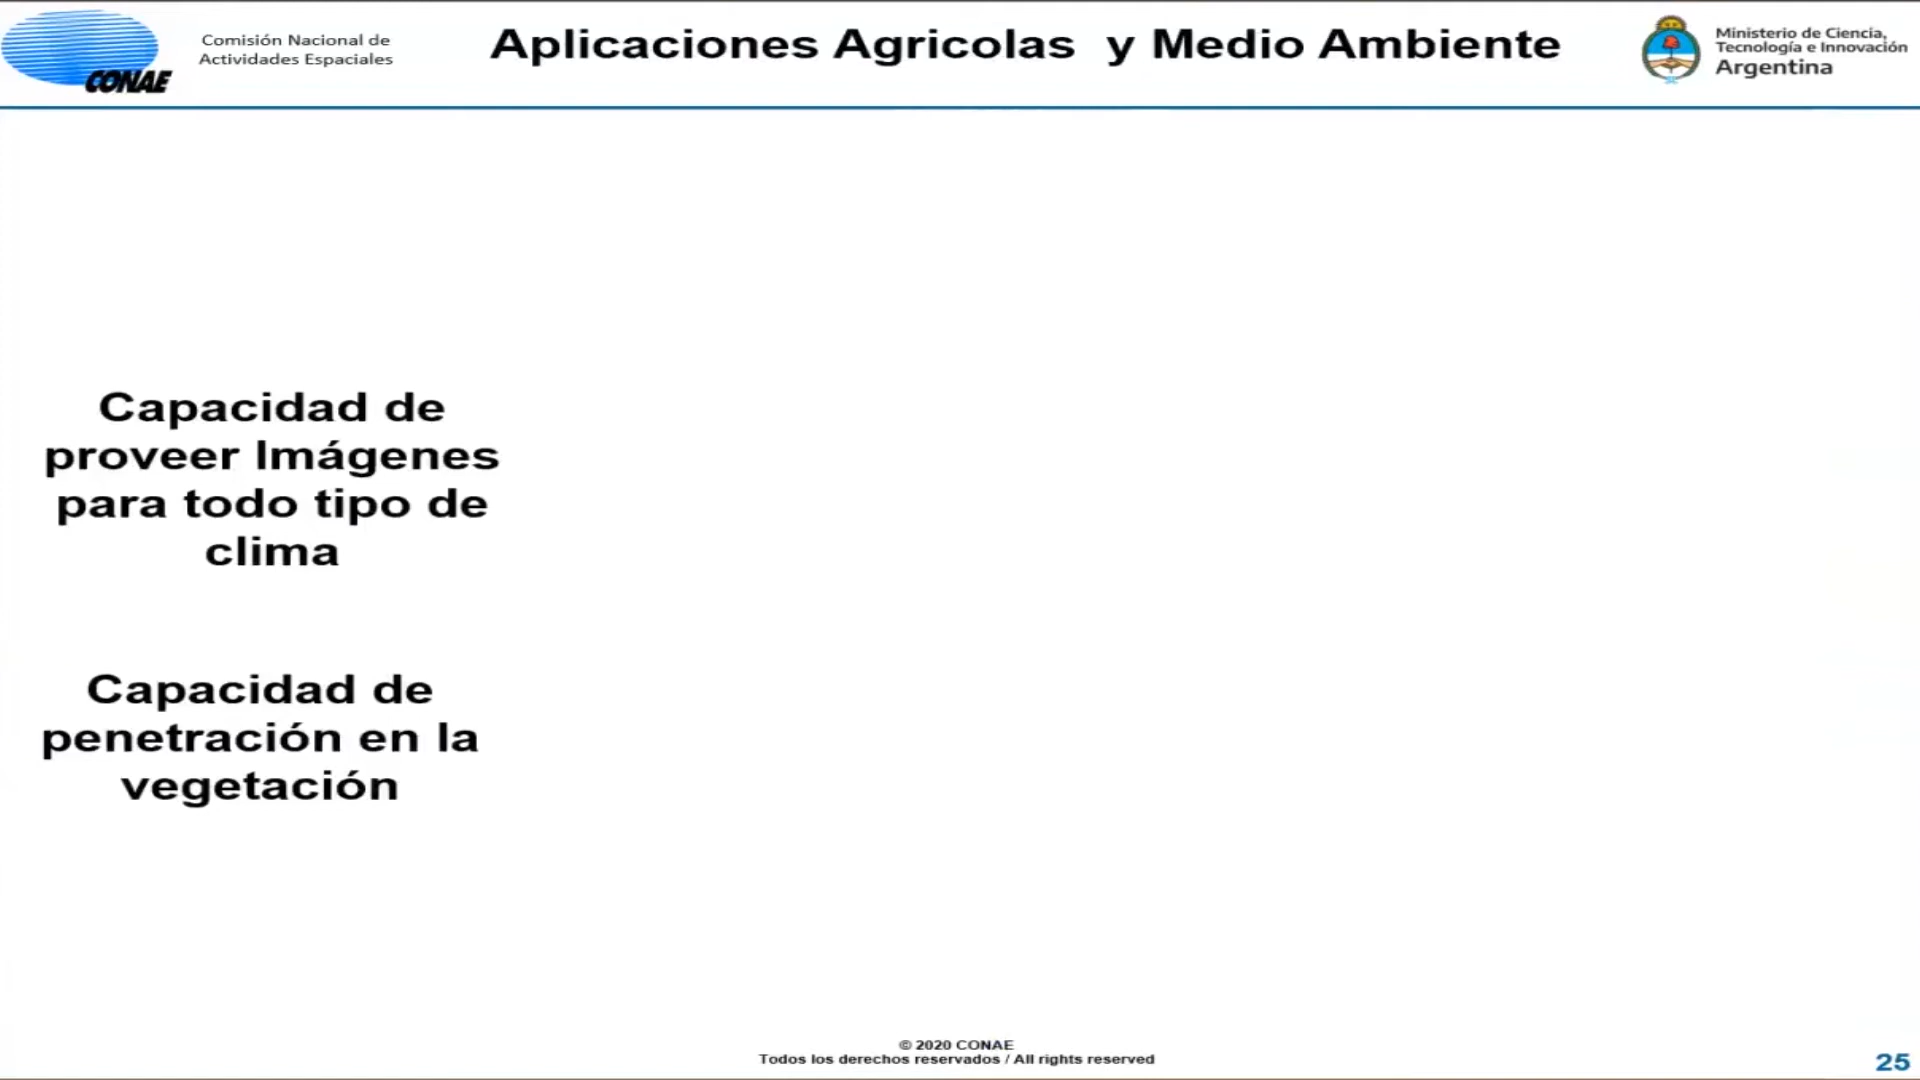 CONAE
Comisión Nacional de
Actividades Espaciales
Aplicaciones Agricolas y Medio Ambiente
Ministerio de Ciencia,
Tecnología e Innovación
Argentina
Capacidad de
proveer Imágenes
para todo tipo de
clima
Capacidad de
penetración en la
vegetación
© 2020 CONAE
Todos los derechos reservados / All rights reserved
25